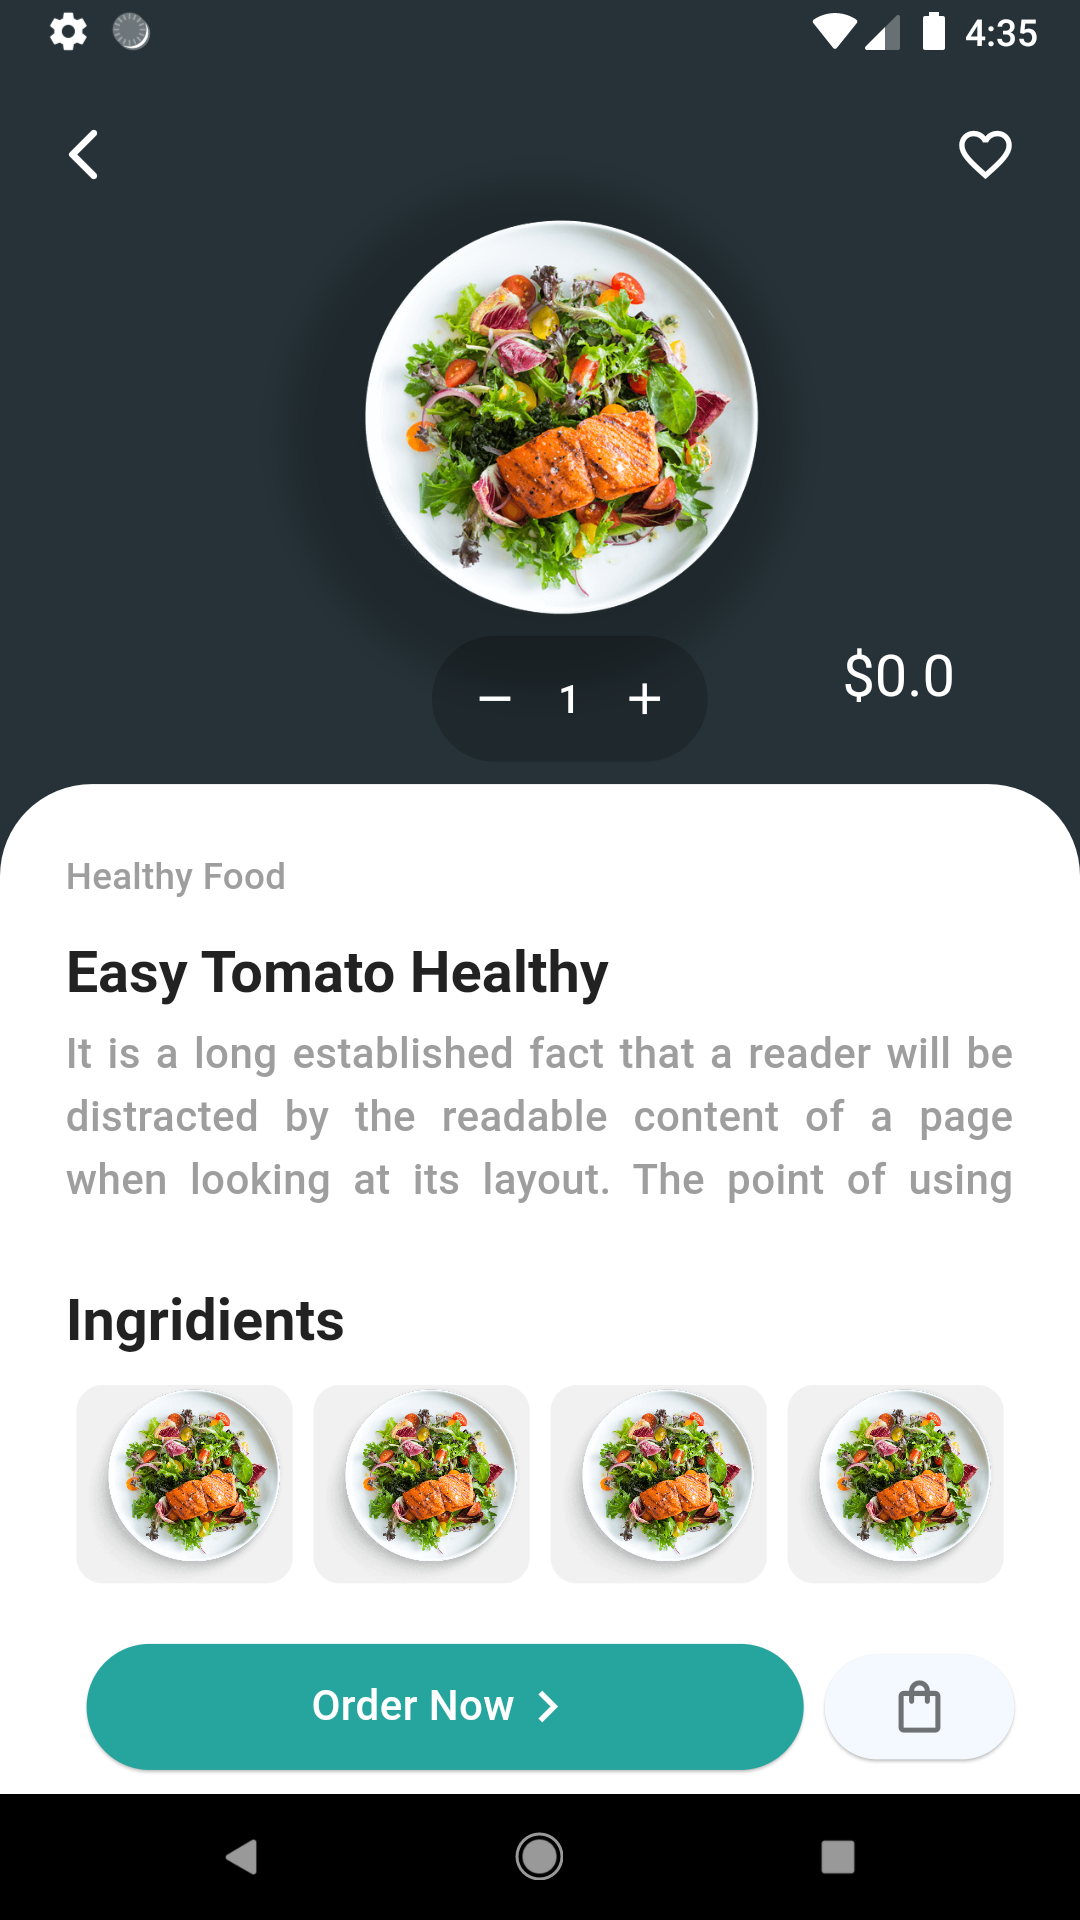 4:35
1
$0.0
Healthy Food
Easy Tomato Healthy
It is a long established fact that a reader will be
distracted by the readable content of a page
when looking at its layout. The point of using
Ingridients
Order Now